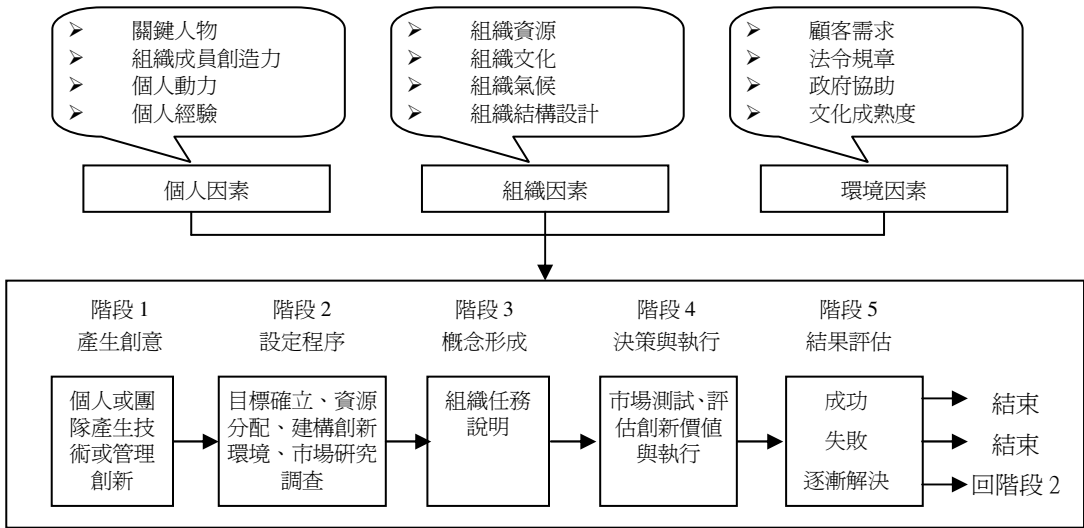 ➢ 關鍵人物
➢ 組織成員創造力
➢ 個人動力
➢ 個人經驗
➢ 組織資源
➢ 組織文化
➢ 組織氣候
➢ 組織結構設計
➢ 顧客需求
➢ 法令規章
➢ 政府協助
➢ 文化成熟度
個人因素
組織因素
環境因素
階段 1
產生創意
階段 2
設定程序
階段 3
概念形成
階段 4
決策與執行
階段 5
結果評估
個人或團
隊產生技
術或管理
創新
目標確立、資源
分配、建構創新
環境、市場研究
調查
組織任務
說明
市場測試、評
估創新價值
與執行
成功
失敗
逐漸解決
結束
結束
回階段 2